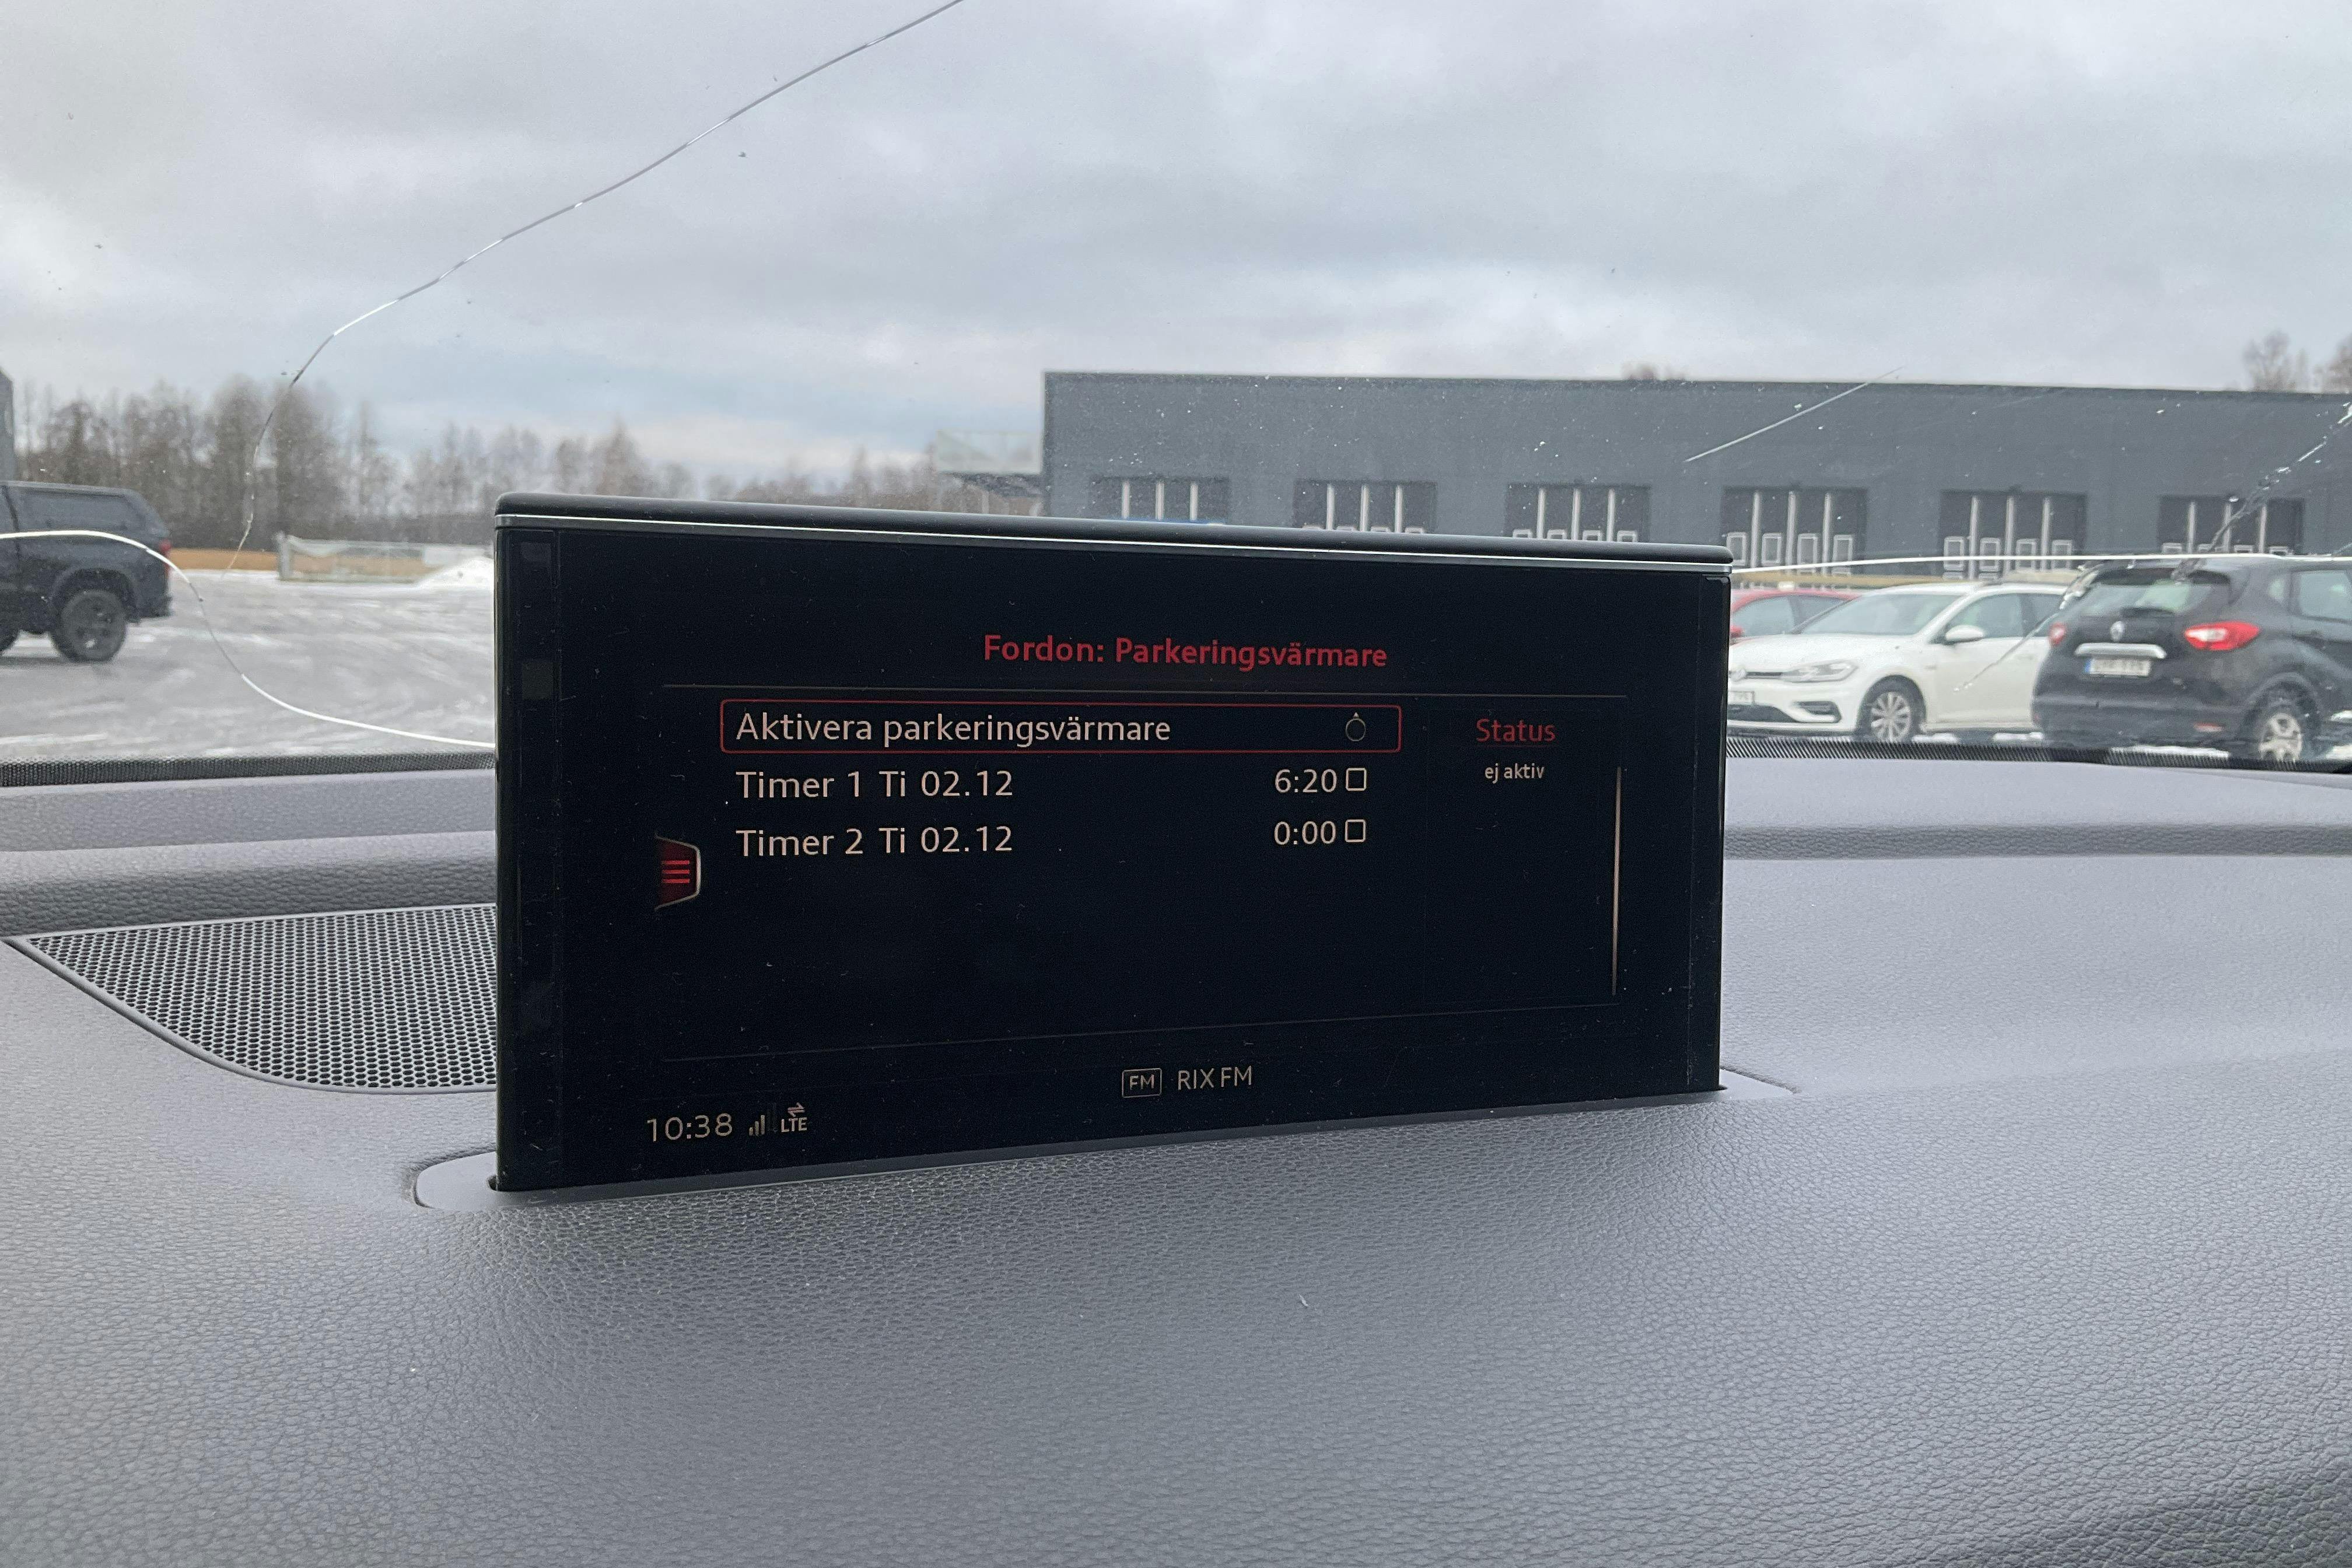 Fordon: Parkeringsvärmare
Aktivera parkeringsvärmare
Status
ej aktiv
Timer 1 Ti 02.12 6:20
Timer 2 Ti 02.12 0:00
FM RIX FM
10:38 LTE